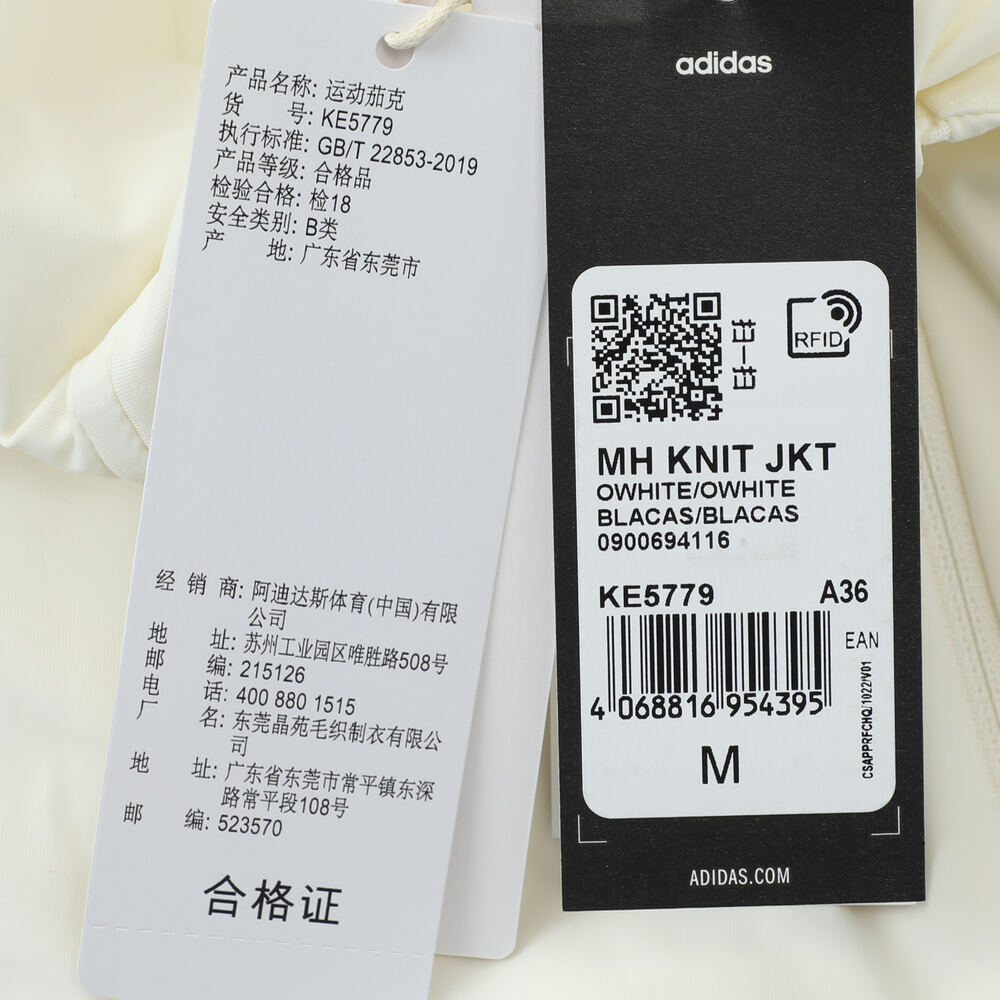 产品名称: 运动茄克
货 号: KE5779
执行标准: GB/T 22853-2019
产品等级: 合格品
检验合格: 检18
安全类别: B类
产 地: 广东省东莞市
经 销 商: 阿迪达斯体育(中国)有限
公司
地 址: 苏州工业园区唯胜路508号
邮 编: 215126
电 话: 400 880 1515
厂 名: 东莞晶苑毛织制衣有限公
司
地 址: 广东省东莞市常平镇东深
路常平段108号
邮 编: 523570
合格证
adidas
扫一扫
RFID
MH KNIT JKT
OWHITE/OWHITE
BLACAS/BLACAS
0900694116
KE5779 A36
EAN
4 068816 954395
CSAPPRFCHQ/1022/V01
M
ADIDAS.COM